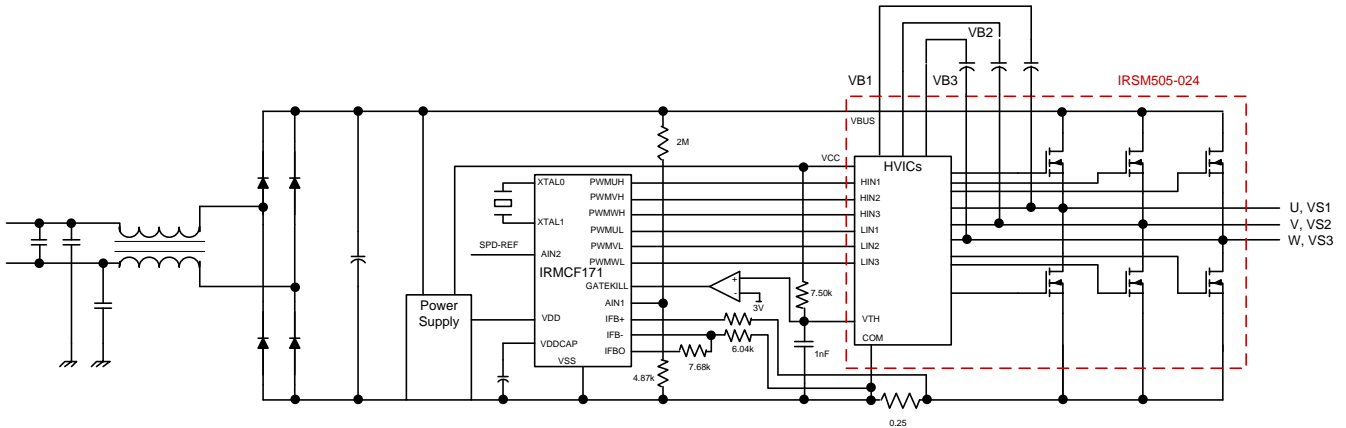 VB2
VB1
VB3
IRSM505-024
VBUS
2M
VCC
HVICs
XTAL0
PWMUH
HIN1
PWMVH
HIN2
PWMWH
HIN3
U, VS1
XTAL1
PWMUL
LIN1
V, VS2
SPD-REF
AIN2
PWMVL
LIN2
W, VS3
PWMWL
LIN3
IRMCF171
GATEKILL
+
-
3V
7.50k
Power
Supply
AIN1
VDD
IFB+
VTH
IFB-
COM
VDDCAP
6.04k
IFBO
1nF
VSS
7.68k
4.87k
0.25